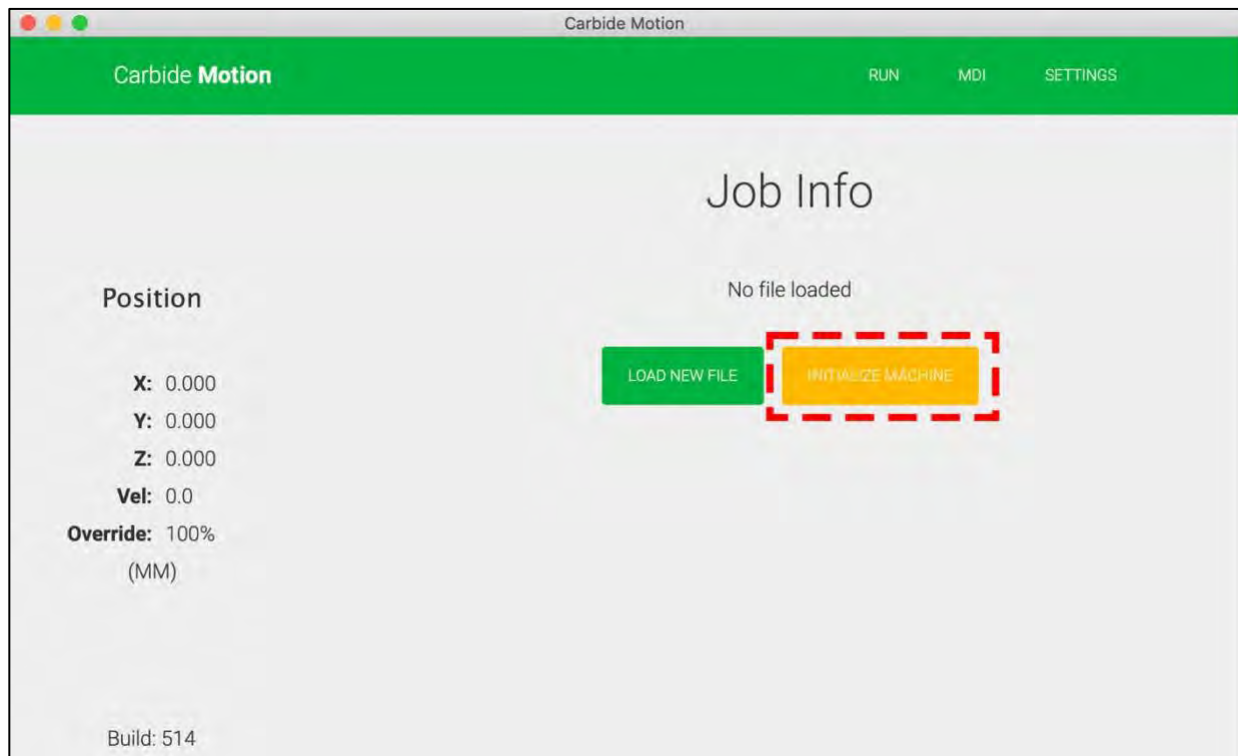 Carbide Motion
Carbide Motion
RUN MDI SETTINGS
Job Info
No file loaded
LOAD NEW FILE
INITIALIZE MACHINE
Position
X: 0.000
Y: 0.000
Z: 0.000
Vel: 0.0
Override: 100%
(MM)
Build: 514